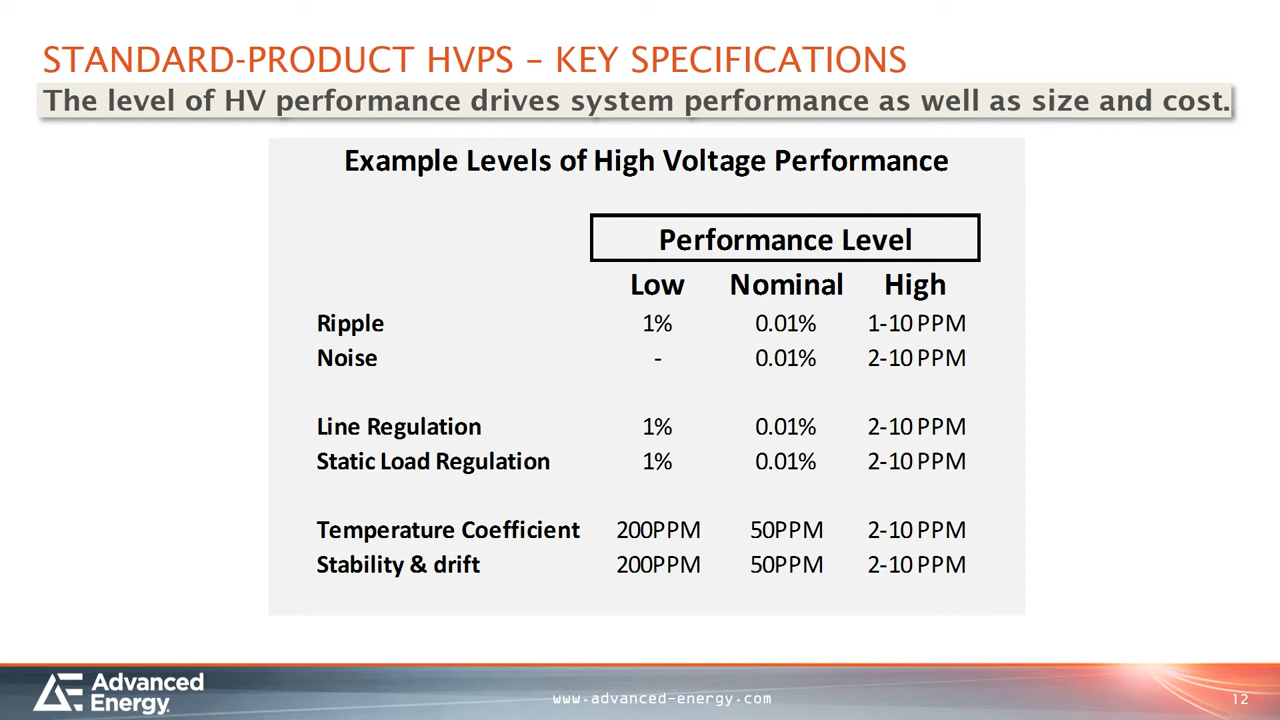 STANDARD-PRODUCT HVPS – KEY SPECIFICATIONS
The level of HV performance drives system performance as well as size and cost.
Example Levels of High Voltage Performance
Performance Level
Low Nominal High
Ripple 1% 0.01% 1-10 PPM
Noise - 0.01% 2-10 PPM
Line Regulation 1% 0.01% 2-10 PPM
Static Load Regulation 1% 0.01% 2-10 PPM
Temperature Coefficient 200PPM 50PPM 2-10 PPM
Stability & drift 200PPM 50PPM 2-10 PPM
Advanced
Energy
www.advanced-energy.com
12